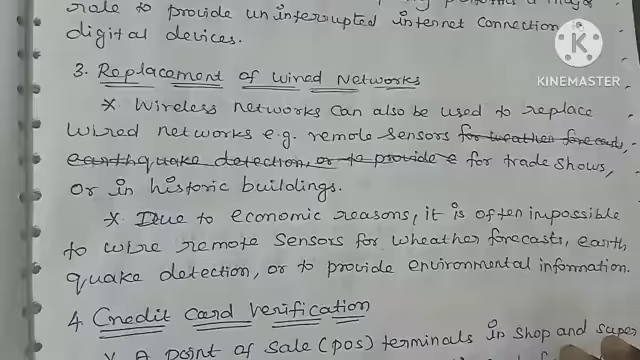 role to provide uninterrupted internet connection in
digital devices.
KINEMASTER
3. Replacement of Wired Networks
* Wireless networks can also be used to replace
wired networks e.g. remote sensors for weather forecasts,
earthquake detection, or to provide e for trade shows,
or in historic buildings.
* Due to economic reasons, it is often impossible
to wire remote sensors for wheather forecasts, earth
quake detection, or to provide environmental information.
4. Credit Card Verification
* A point of Sale (pos) terminals in shop and super